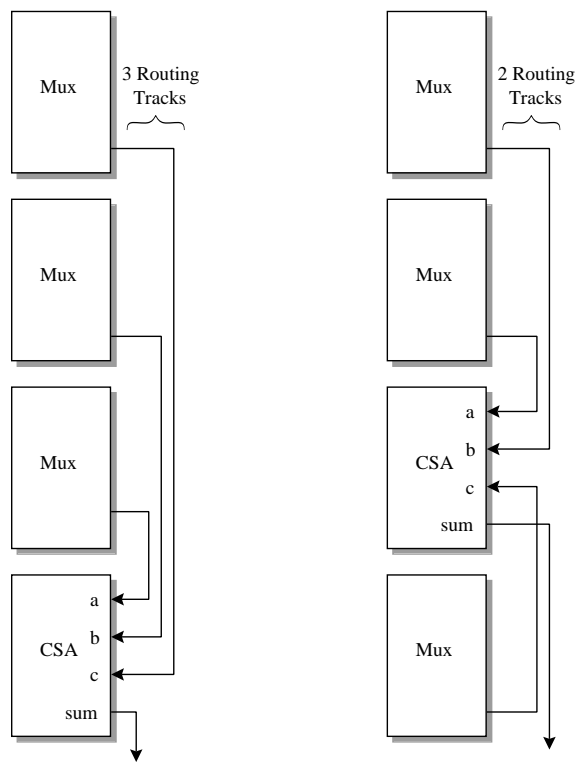 Mux
3 Routing
Tracks
Mux
Mux
a
CSA
b
c
sum
Mux
2 Routing
Tracks
Mux
a
b
CSA
c
sum
Mux